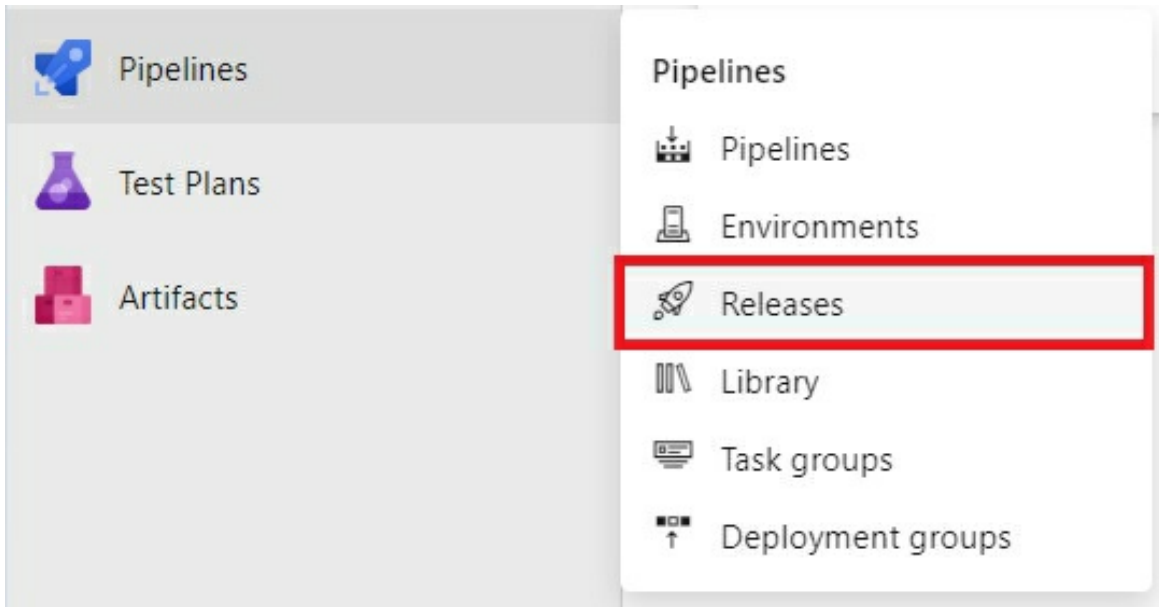 Pipelines
Test Plans
Artifacts
Pipelines
Pipelines
Environments
Releases
Library
Task groups
Deployment groups